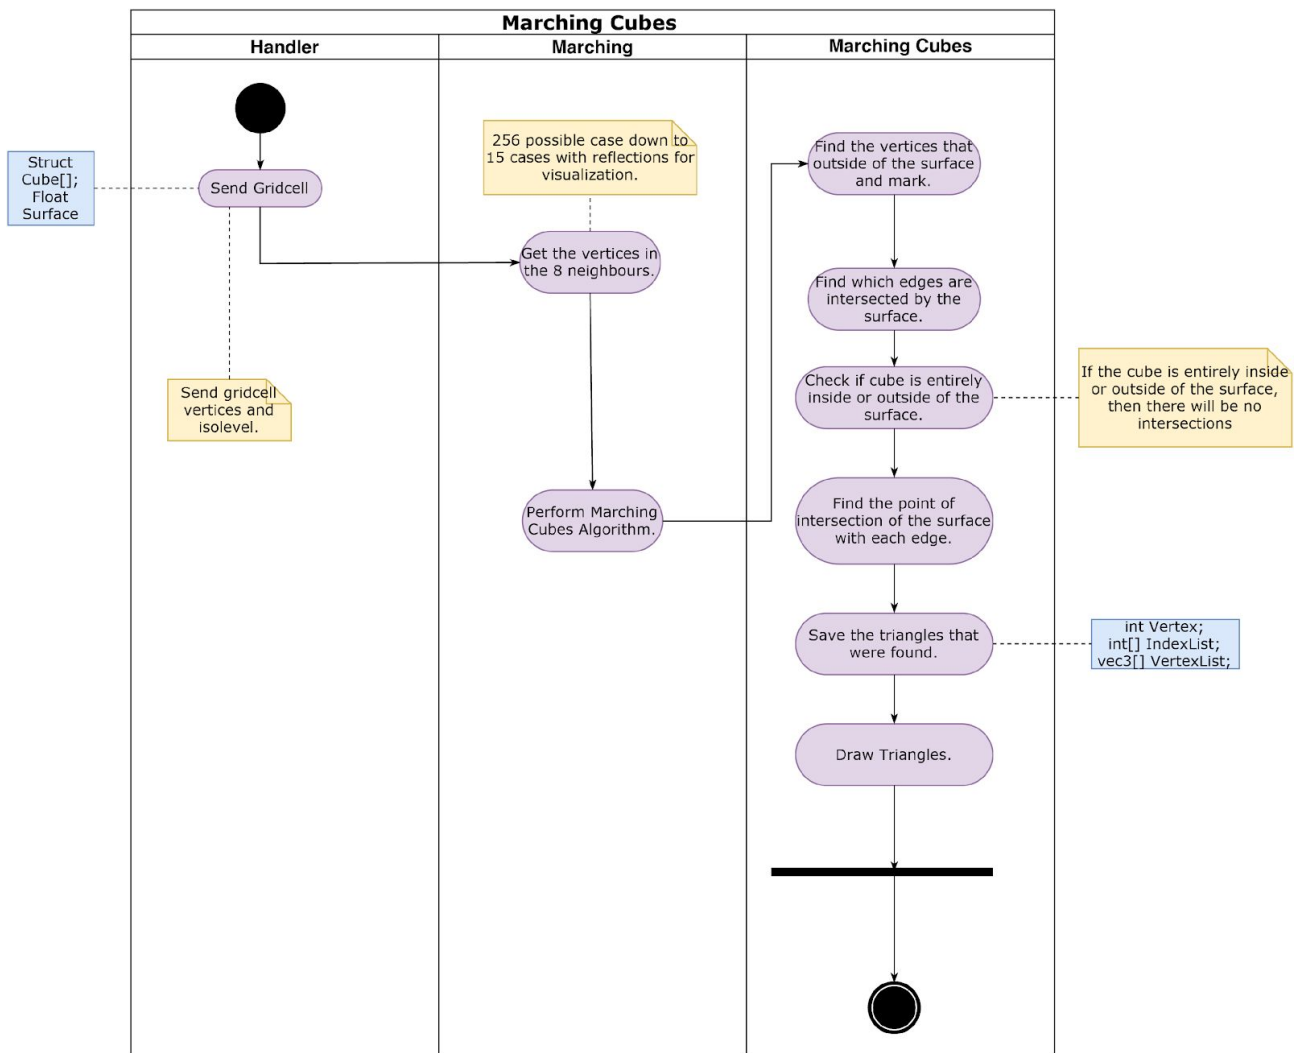 Marching Cubes
Handler
Marching
Marching Cubes
Struct
Cube[];
Float
Surface
Send Gridcell
Send gridcell
vertices and
isolevel.
256 possible case down to
15 cases with reflections for
visualization.
Get the vertices in
the 8 neighbours.
Perform Marching
Cubes Algorithm.
Find the vertices that
outside of the surface
and mark.
Find which edges are
intersected by the
surface.
Check if cube is entirely
inside or outside of the
surface.
If the cube is entirely inside
or outside of the surface,
then there will be no
intersections
Find the point of
intersection of the surface
with each edge.
Save the triangles that
were found.
int Vertex;
int[] IndexList;
vec3[] VertexList;
Draw Triangles.